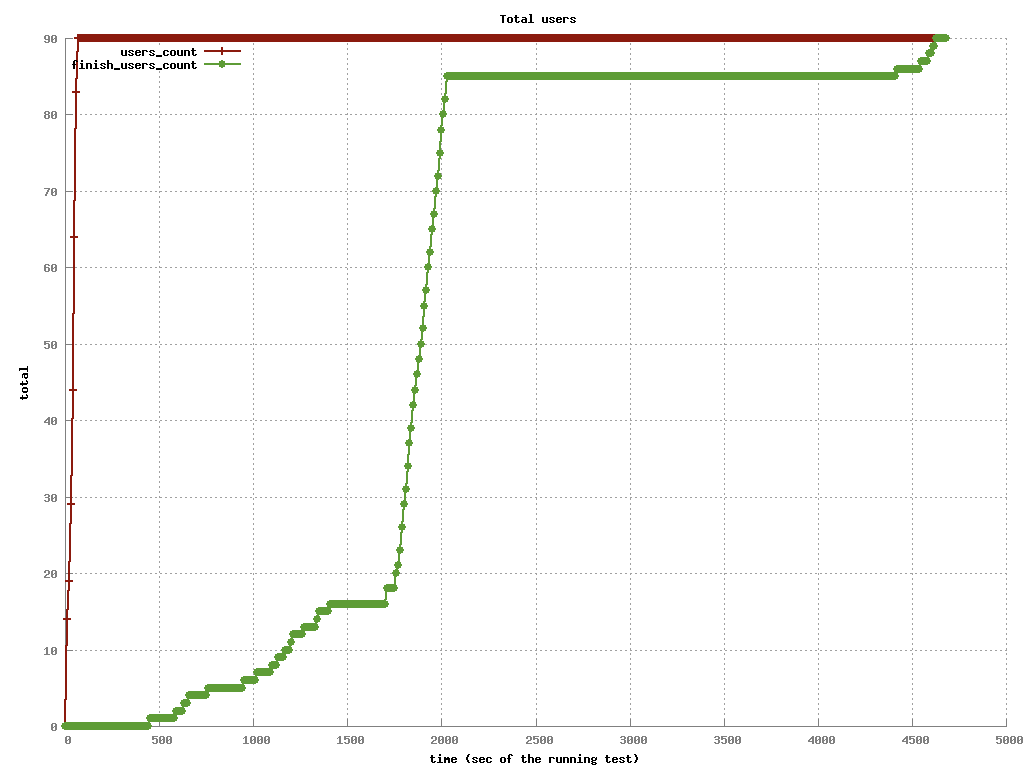 Total users
users_count
finish_users_count
total
90
80
70
60
50
40
30
20
10
0
0 500 1000 1500 2000 2500 3000 3500 4000 4500 5000
time (sec of the running test)